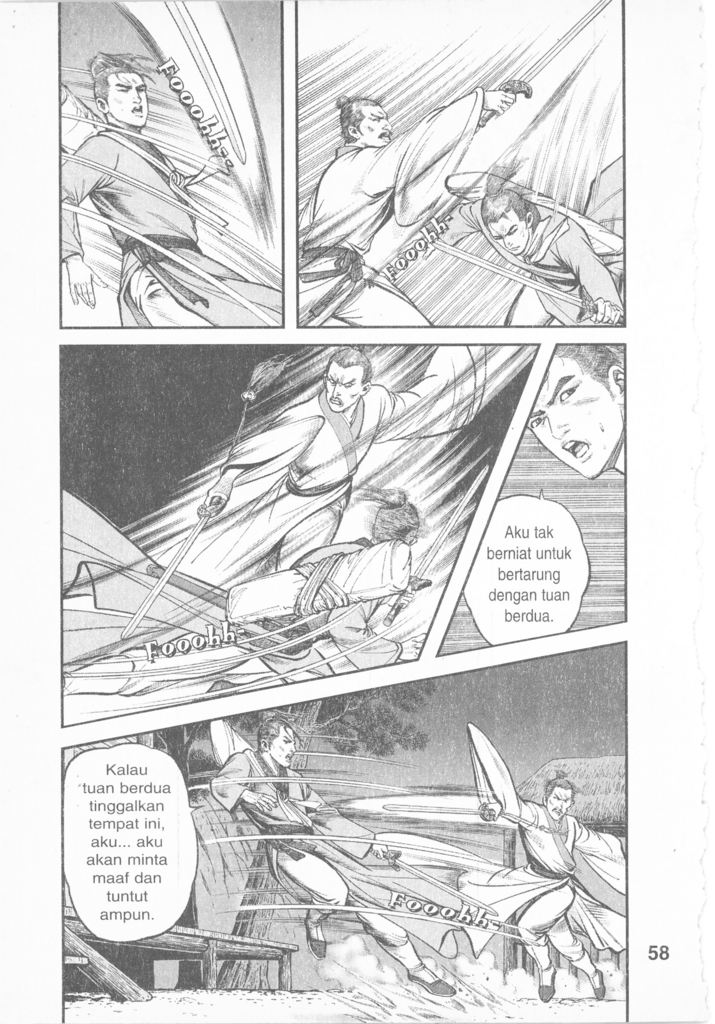 Fooohh--
Fooohh-
Fooohh-
Aku tak
berniat untuk
bertarung
dengan tuan
berdua.
Kalau
tuan berdua
tinggalkan
tempat ini,
aku... aku
akan minta
maaf dan
tuntut
ampun.
Foooohh-
58